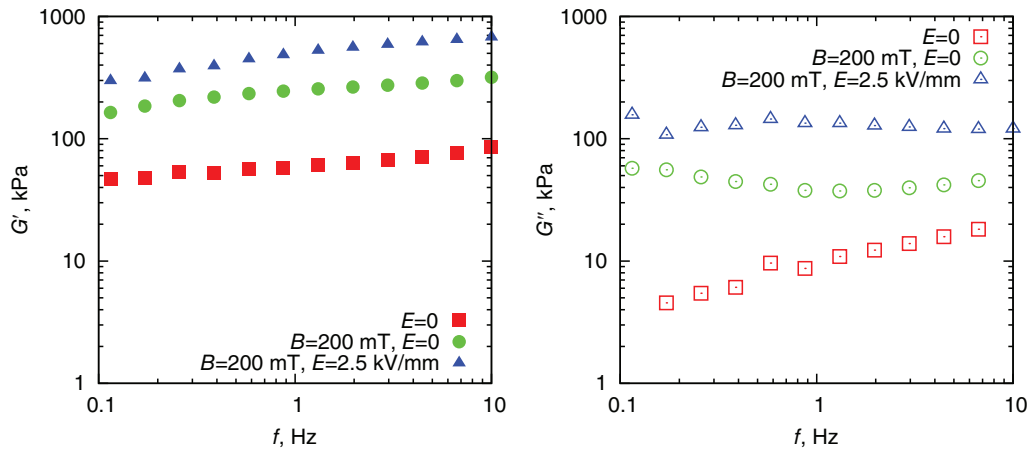 1000
100
10
1
G′, kPa
0.1
1
10
f, Hz
E=0
B=200 mT, E=0
B=200 mT, E=2.5 kV/mm
1000
100
10
1
G″, kPa
0.1
1
10
f, Hz
E=0
B=200 mT, E=0
B=200 mT, E=2.5 kV/mm